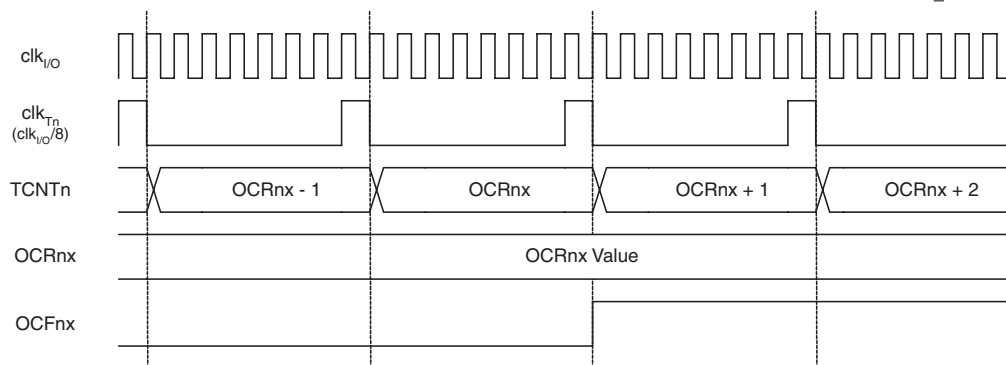 clkI/O
clkTn
(clkI/O/8)
TCNTn
OCRnx - 1
OCRnx
OCRnx + 1
OCRnx + 2
OCRnx
OCRnx Value
OCFnx